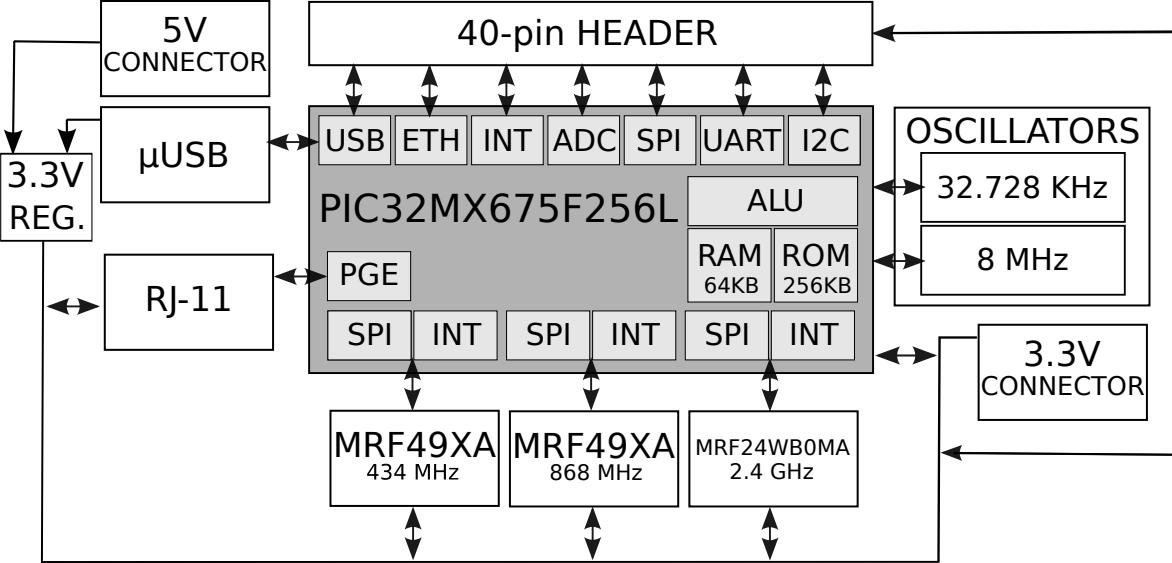 5V
CONNECTOR
40-pin HEADER
µUSB
USB ETH INT ADC SPI UART I2C
OSCILLATORS
32.728 KHz
8 MHz
3.3V
REG.
PIC32MX675F256L
ALU
RAM
64KB
ROM
256KB
PGE
RJ-11
SPI INT SPI INT SPI INT
3.3V
CONNECTOR
MRF49XA
434 MHz
MRF49XA
868 MHz
MRF24WB0MA
2.4 GHz